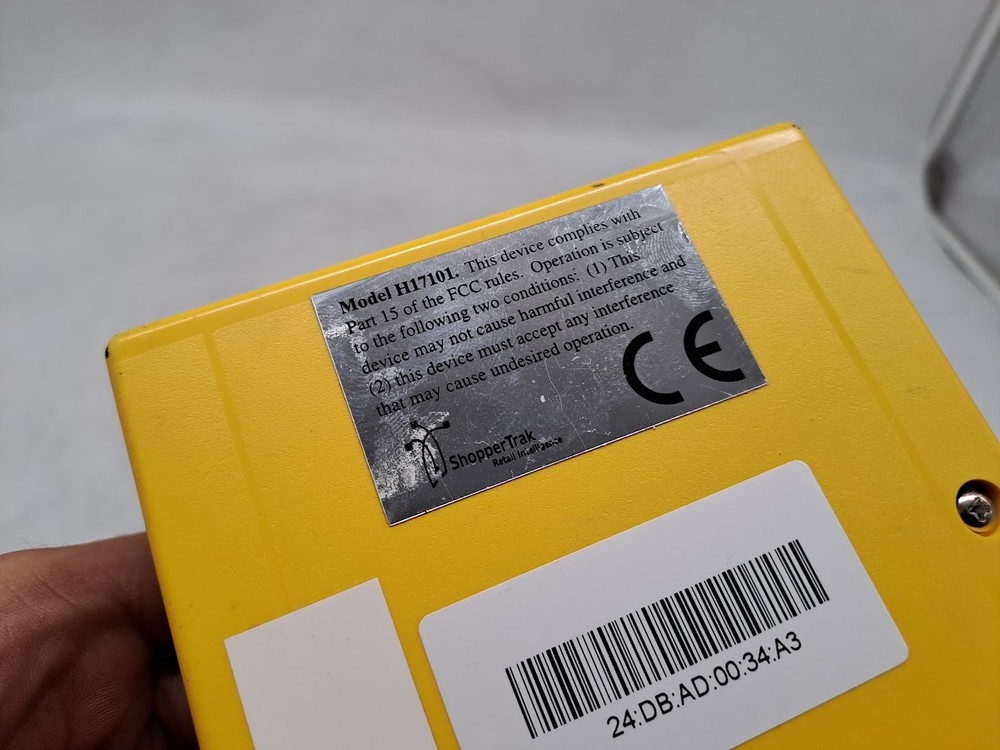 Model H17101. This device complies with
Part 15 of the FCC rules. Operation is subject
to the following two conditions: (1) This
device may not cause harmful interference and
(2) this device must accept any interference
that may cause undesired operation.
CE
ShopperTrak
Retail Intelligence
24:DB:AD:00:34:A3